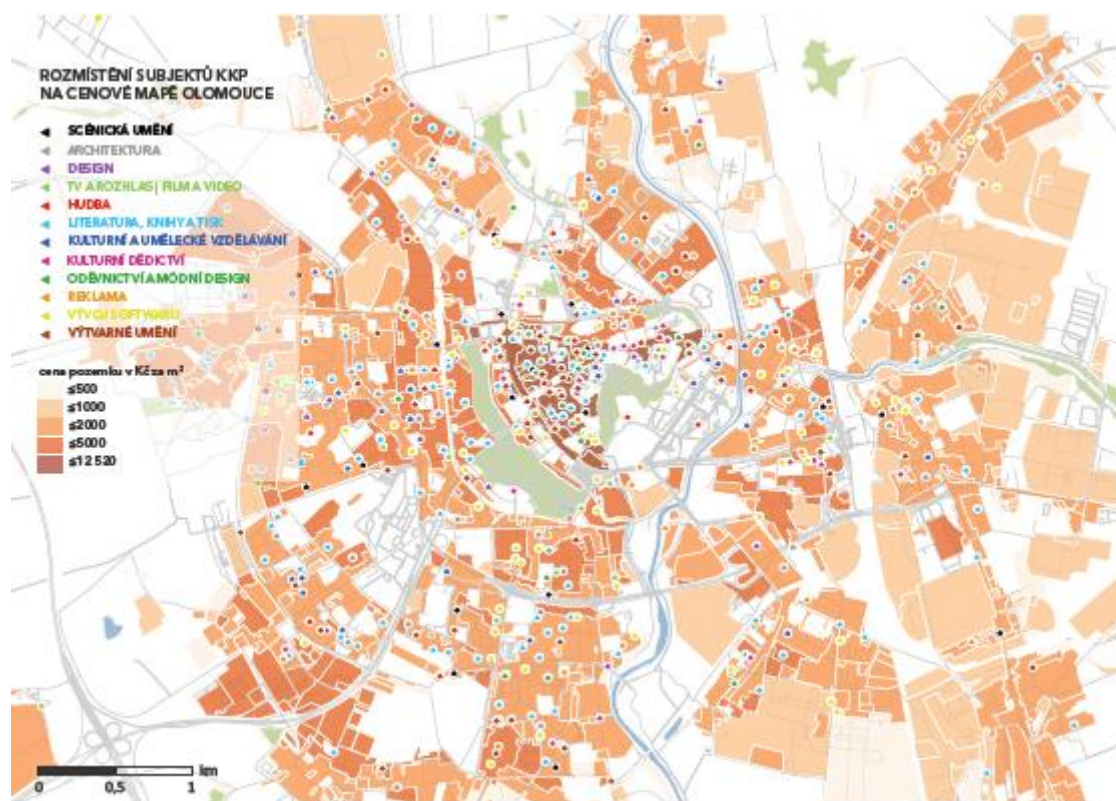 ROZMÍSTĚNÍ SUBJEKTŮ KKP
NA CENOVÉ MAPĚ OLOMOUCE
SCÉNICKÁ UMĚNÍ
ARCHITEKTURA
DESIGN
TV A ROZHLAS | FILM A VIDEO
HUDBA
LITERATURA, KNIHY A TISK
KULTURNÍ A UMĚLECKÉ VZDĚLÁVÁNÍ
KULTURNÍ DĚDICTVÍ
ODĚVNICTVÍ A MÓDNÍ DESIGN
REKLAMA
VÝVOJ SOFTWARU
VÝTVARNÉ UMĚNÍ
cena pozemku v Kč za m²
≤500
≤1000
≤2000
≤5000
≤12 520
km
0 0,5 1